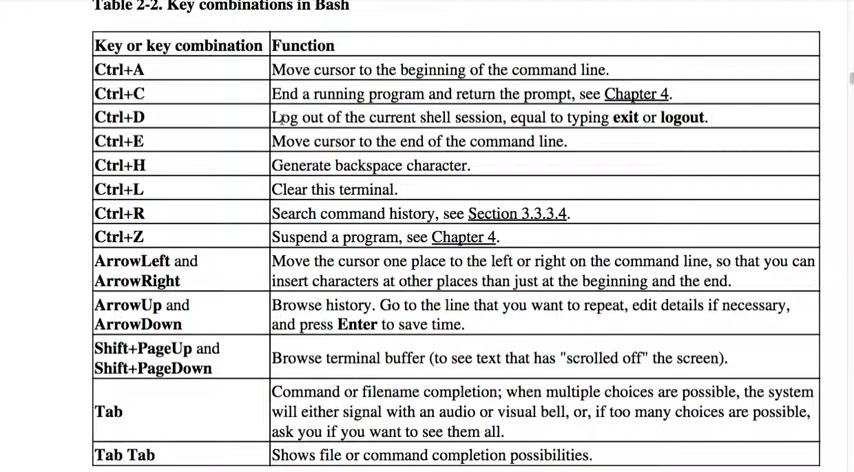 Table 2-2. Key combinations in Bash
Key or key combination Function
Ctrl+A Move cursor to the beginning of the command line.
Ctrl+C End a running program and return the prompt, see Chapter 4.
Ctrl+D Log out of the current shell session, equal to typing exit or logout.
Ctrl+E Move cursor to the end of the command line.
Ctrl+H Generate backspace character.
Ctrl+L Clear this terminal.
Ctrl+R Search command history, see Section 3.3.3.4.
Ctrl+Z Suspend a program, see Chapter 4.
ArrowLeft and
ArrowRight
Move the cursor one place to the left or right on the command line, so that you can
insert characters at other places than just at the beginning and the end.
ArrowUp and
ArrowDown
Browse history. Go to the line that you want to repeat, edit details if necessary,
and press Enter to save time.
Shift+PageUp and
Shift+PageDown
Browse terminal buffer (to see text that has "scrolled off" the screen).
Tab
Command or filename completion; when multiple choices are possible, the system
will either signal with an audio or visual bell, or, if too many choices are possible,
ask you if you want to see them all.
Tab Tab Shows file or command completion possibilities.